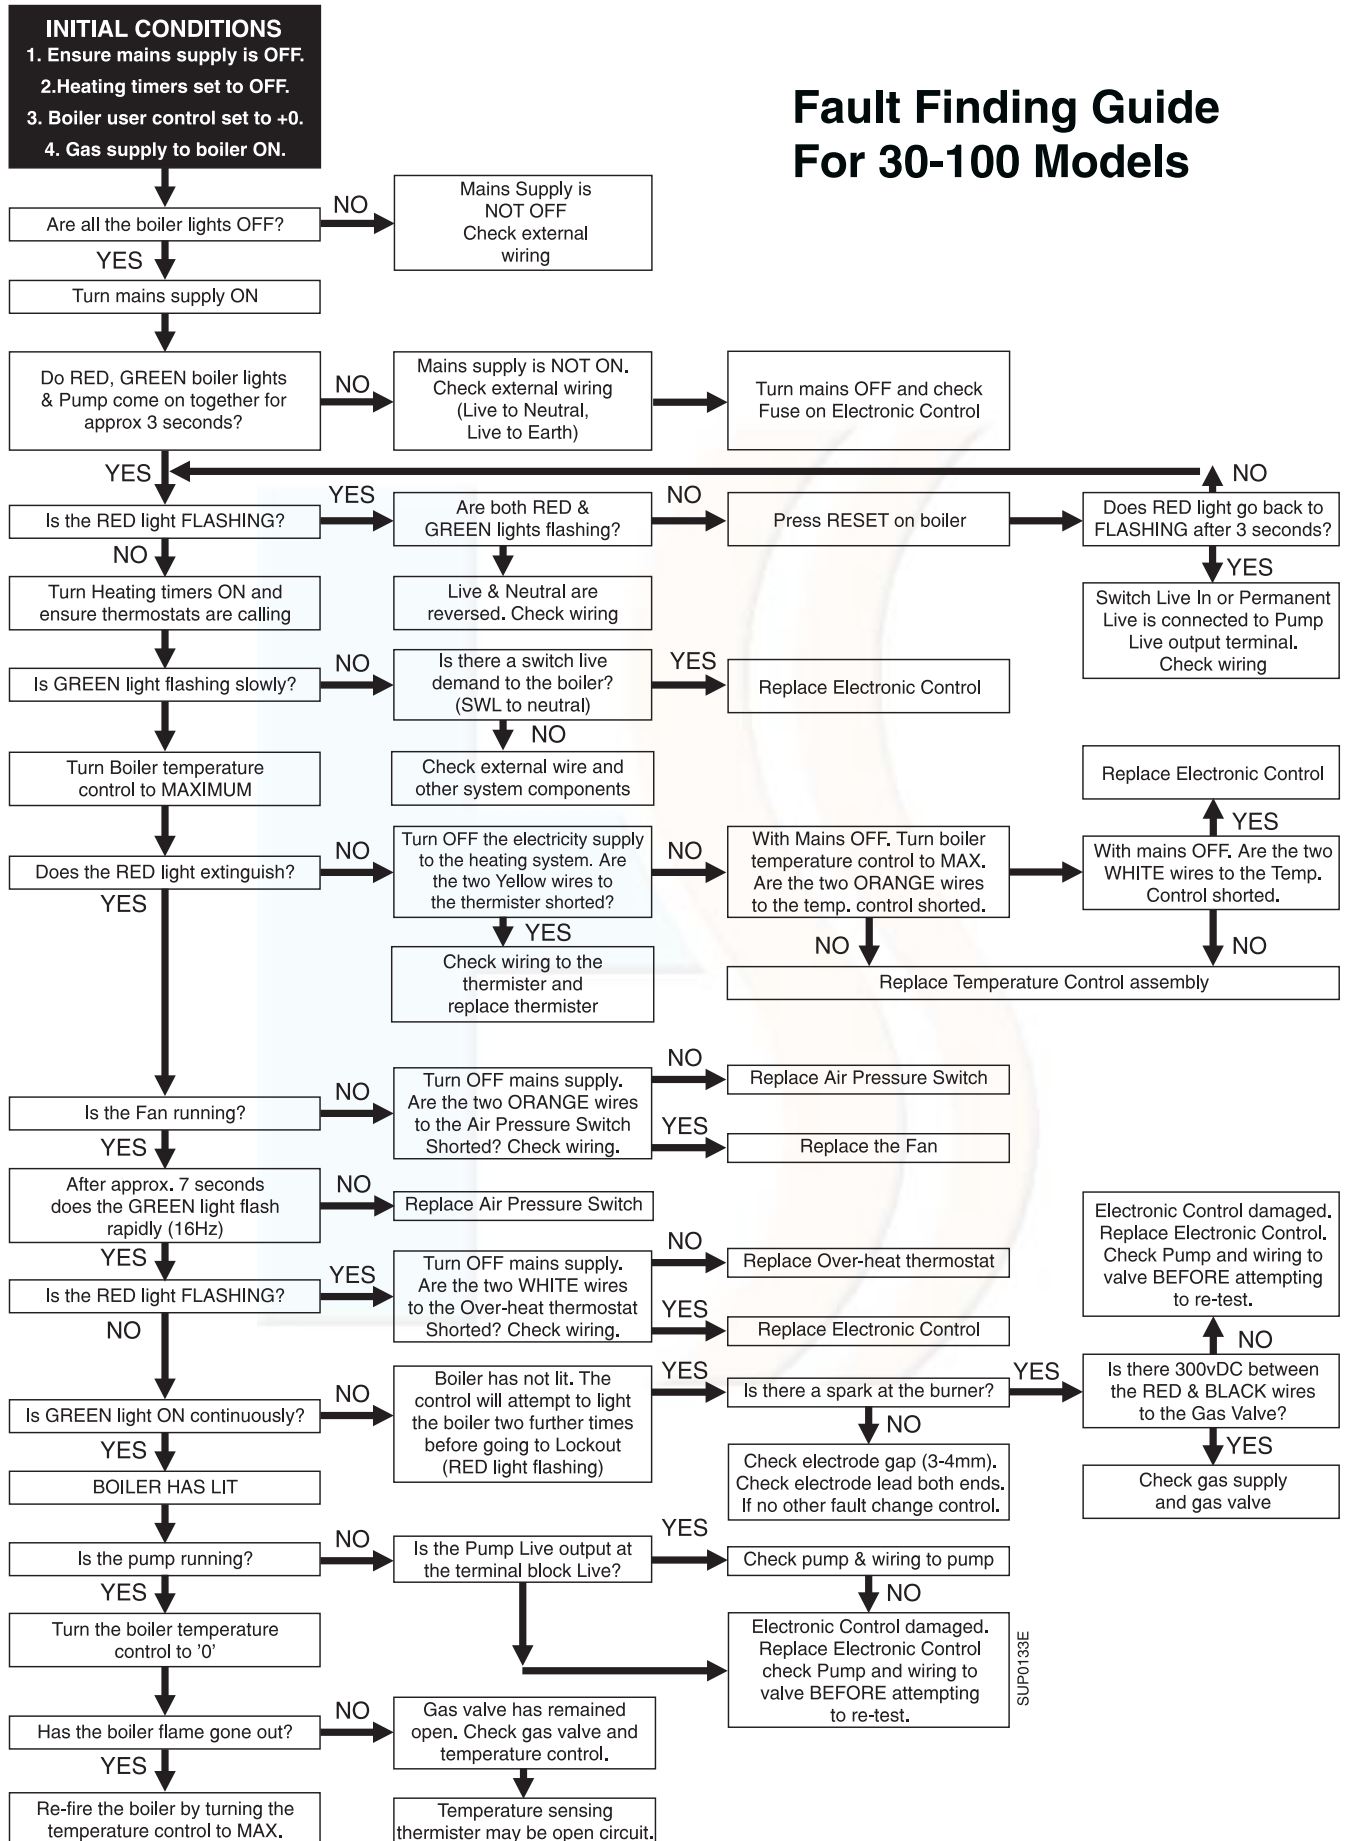 INITIAL CONDITIONS
1. Ensure mains supply is OFF.
2.Heating timers set to OFF.
3. Boiler user control set to +0.
4. Gas supply to boiler ON.
Fault Finding Guide
For 30-100 Models
Are all the boiler lights OFF?
NO
Mains Supply is
NOT OFF
Check external
wiring
YES
Turn mains supply ON
Do RED, GREEN boiler lights
& Pump come on together for
approx 3 seconds?
NO
Mains supply is NOT ON.
Check external wiring
(Live to Neutral,
Live to Earth)
Turn mains OFF and check
Fuse on Electronic Control
YES
Is the RED light FLASHING?
YES
Are both RED &
GREEN lights flashing?
NO
Press RESET on boiler
Does RED light go back to
FLASHING after 3 seconds?
NO
YES
Switch Live In or Permanent
Live is connected to Pump
Live output terminal.
Check wiring
Live & Neutral are
reversed. Check wiring
NO
Turn Heating timers ON and
ensure thermostats are calling
Is GREEN light flashing slowly?
NO
Is there a switch live
demand to the boiler?
(SWL to neutral)
YES
Replace Electronic Control
NO
Check external wire and
other system components
Turn Boiler temperature
control to MAXIMUM
Does the RED light extinguish?
NO
Turn OFF the electricity supply
to the heating system. Are
the two Yellow wires to
the thermister shorted?
NO
With Mains OFF. Turn boiler
temperature control to MAX.
Are the two ORANGE wires
to the temp. control shorted.
With mains OFF. Are the two
WHITE wires to the Temp.
Control shorted.
YES
Replace Electronic Control
NO
NO
Replace Temperature Control assembly
YES
Check wiring to the
thermister and
replace thermister
YES
Is the Fan running?
NO
Turn OFF mains supply.
Are the two ORANGE wires
to the Air Pressure Switch
Shorted? Check wiring.
NO
Replace Air Pressure Switch
YES
Replace the Fan
YES
After approx. 7 seconds
does the GREEN light flash
rapidly (16Hz)
NO
Replace Air Pressure Switch
YES
Is the RED light FLASHING?
YES
Turn OFF mains supply.
Are the two WHITE wires
to the Over-heat thermostat
Shorted? Check wiring.
NO
Replace Over-heat thermostat
YES
Replace Electronic Control
NO
Is GREEN light ON continuously?
NO
Boiler has not lit. The
control will attempt to light
the boiler two further times
before going to Lockout
(RED light flashing)
YES
Is there a spark at the burner?
YES
Is there 300vDC between
the RED & BLACK wires
to the Gas Valve?
NO
Electronic Control damaged.
Replace Electronic Control.
Check Pump and wiring to
valve BEFORE attempting
to re-test.
YES
Check gas supply
and gas valve
NO
Check electrode gap (3-4mm).
Check electrode lead both ends.
If no other fault change control.
YES
BOILER HAS LIT
Is the pump running?
NO
Is the Pump Live output at
the terminal block Live?
YES
Check pump & wiring to pump
NO
Electronic Control damaged.
Replace Electronic Control
check Pump and wiring to
valve BEFORE attempting
to re-test.
SUP0133E
YES
Turn the boiler temperature
control to '0'
Has the boiler flame gone out?
NO
Gas valve has remained
open. Check gas valve and
temperature control.
Temperature sensing
thermister may be open circuit.
YES
Re-fire the boiler by turning the
temperature control to MAX.